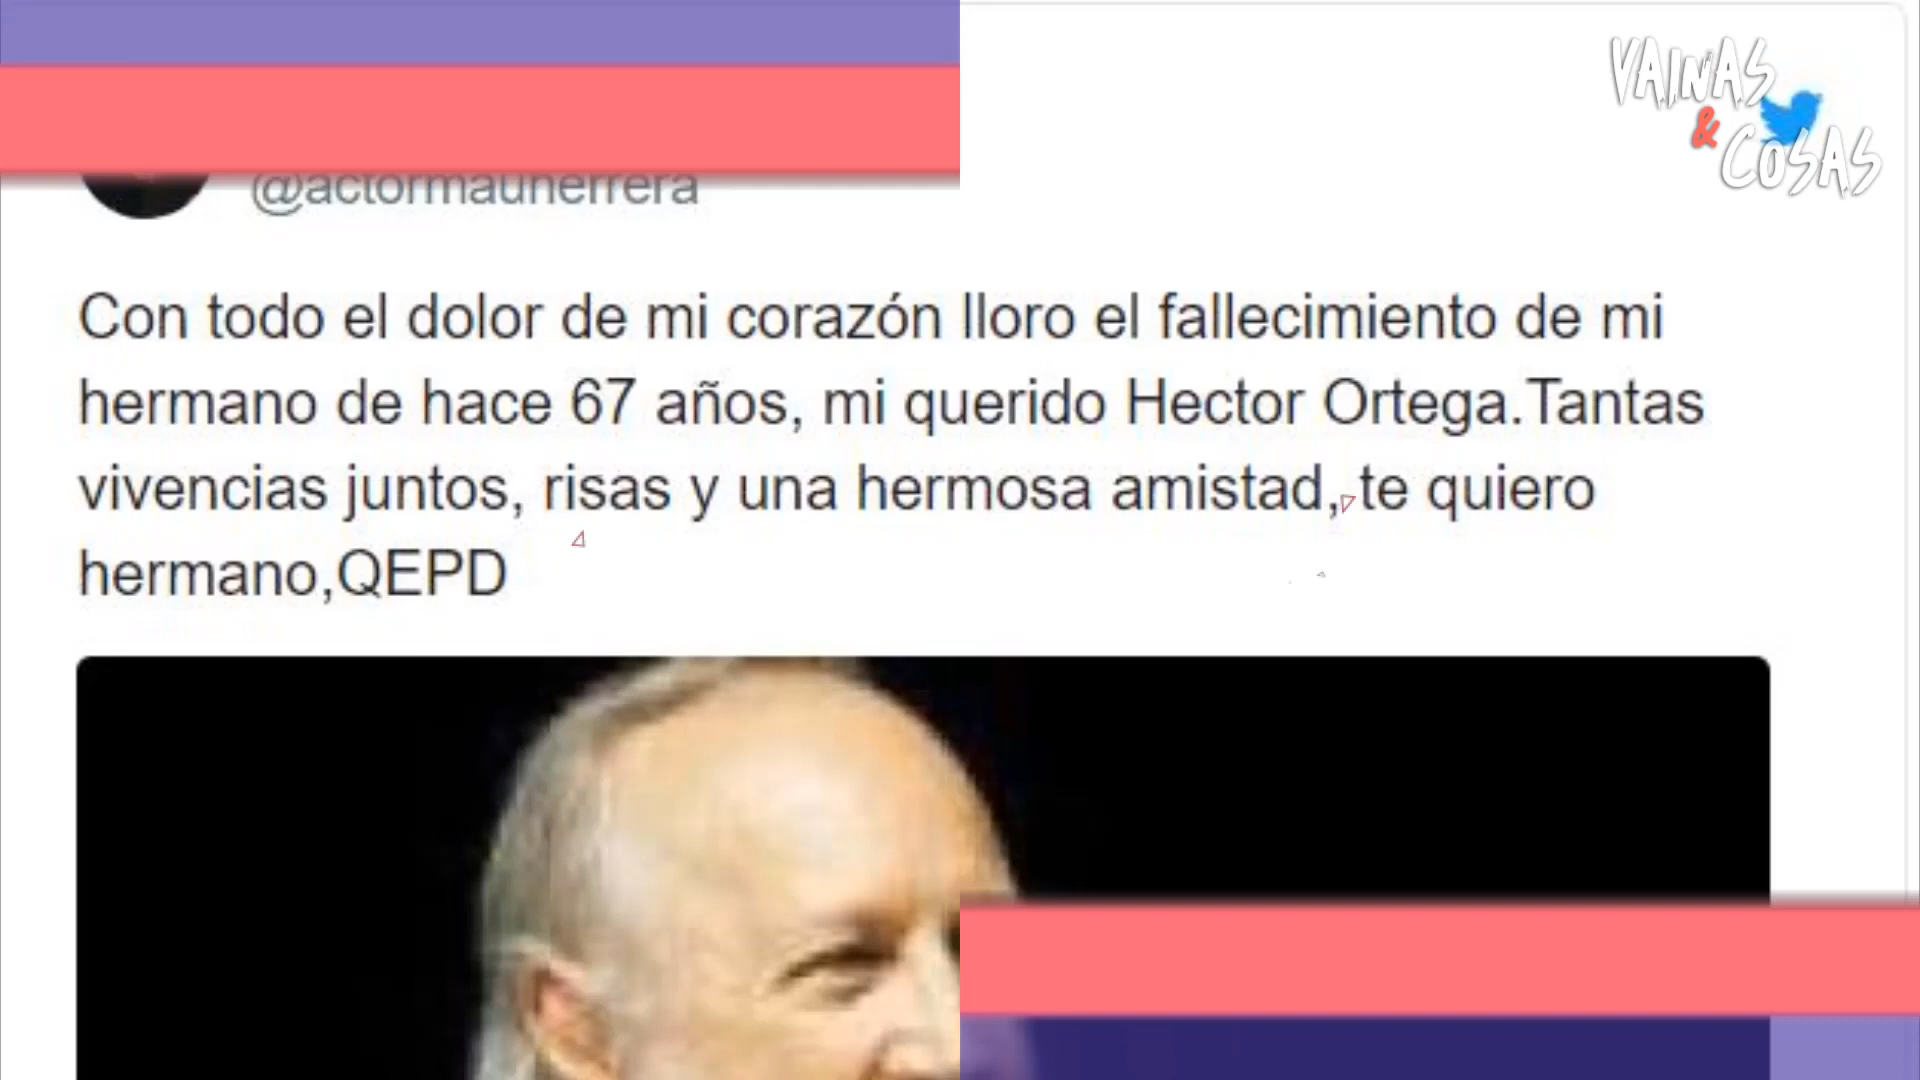 VAINAS
&
COSAS
@actormauherrera
Con todo el dolor de mi corazón lloro el fallecimiento de mi
hermano de hace 67 años, mi querido Hector Ortega.Tantas
vivencias juntos, risas y una hermosa amistad, te quiero
hermano,QEPD